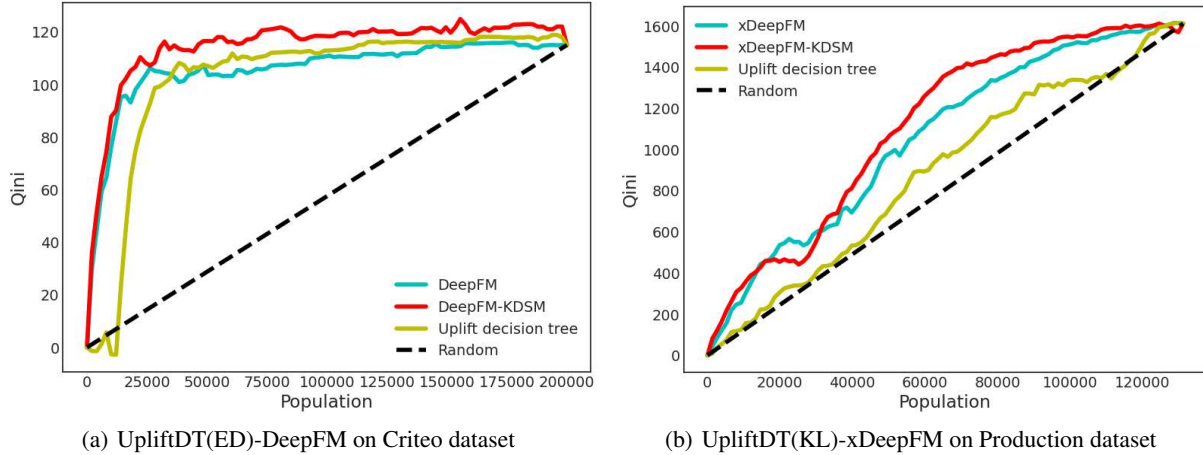 120
100
80
60
40
20
0
Qini
DeepFM
DeepFM-KDSM
Uplift decision tree
Random
0 25000 50000 75000 100000 125000 150000 175000 200000
Population
(a) UpliftDT(ED)-DeepFM on Criteo dataset
1600
1400
1200
1000
800
600
400
200
0
Qini
xDeepFM
xDeepFM-KDSM
Uplift decision tree
Random
0 20000 40000 60000 80000 100000 120000
Population
(b) UpliftDT(KL)-xDeepFM on Production dataset